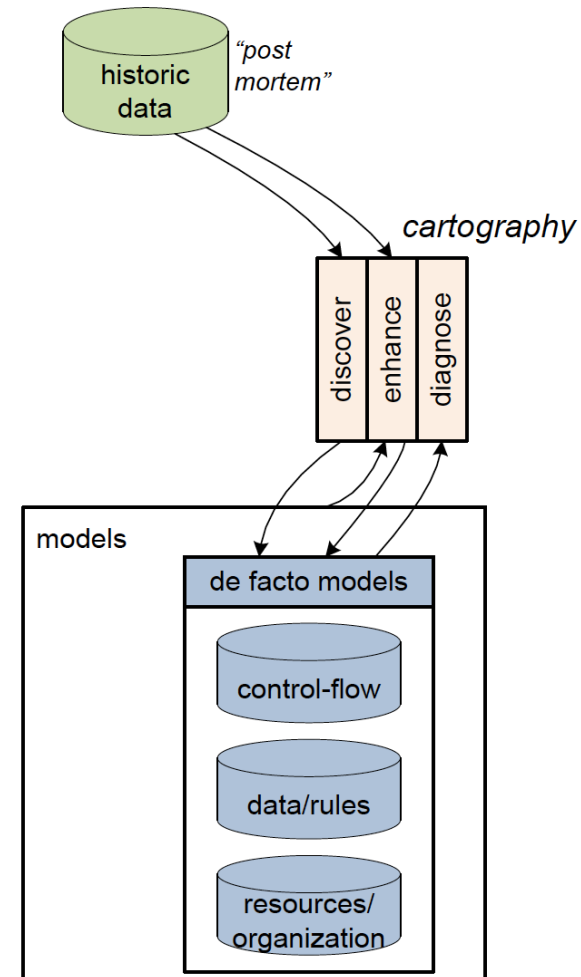 historic
data
“post
mortem”
cartography
discover
enhance
diagnose
models
de facto models
control-flow
data/rules
resources/
organization